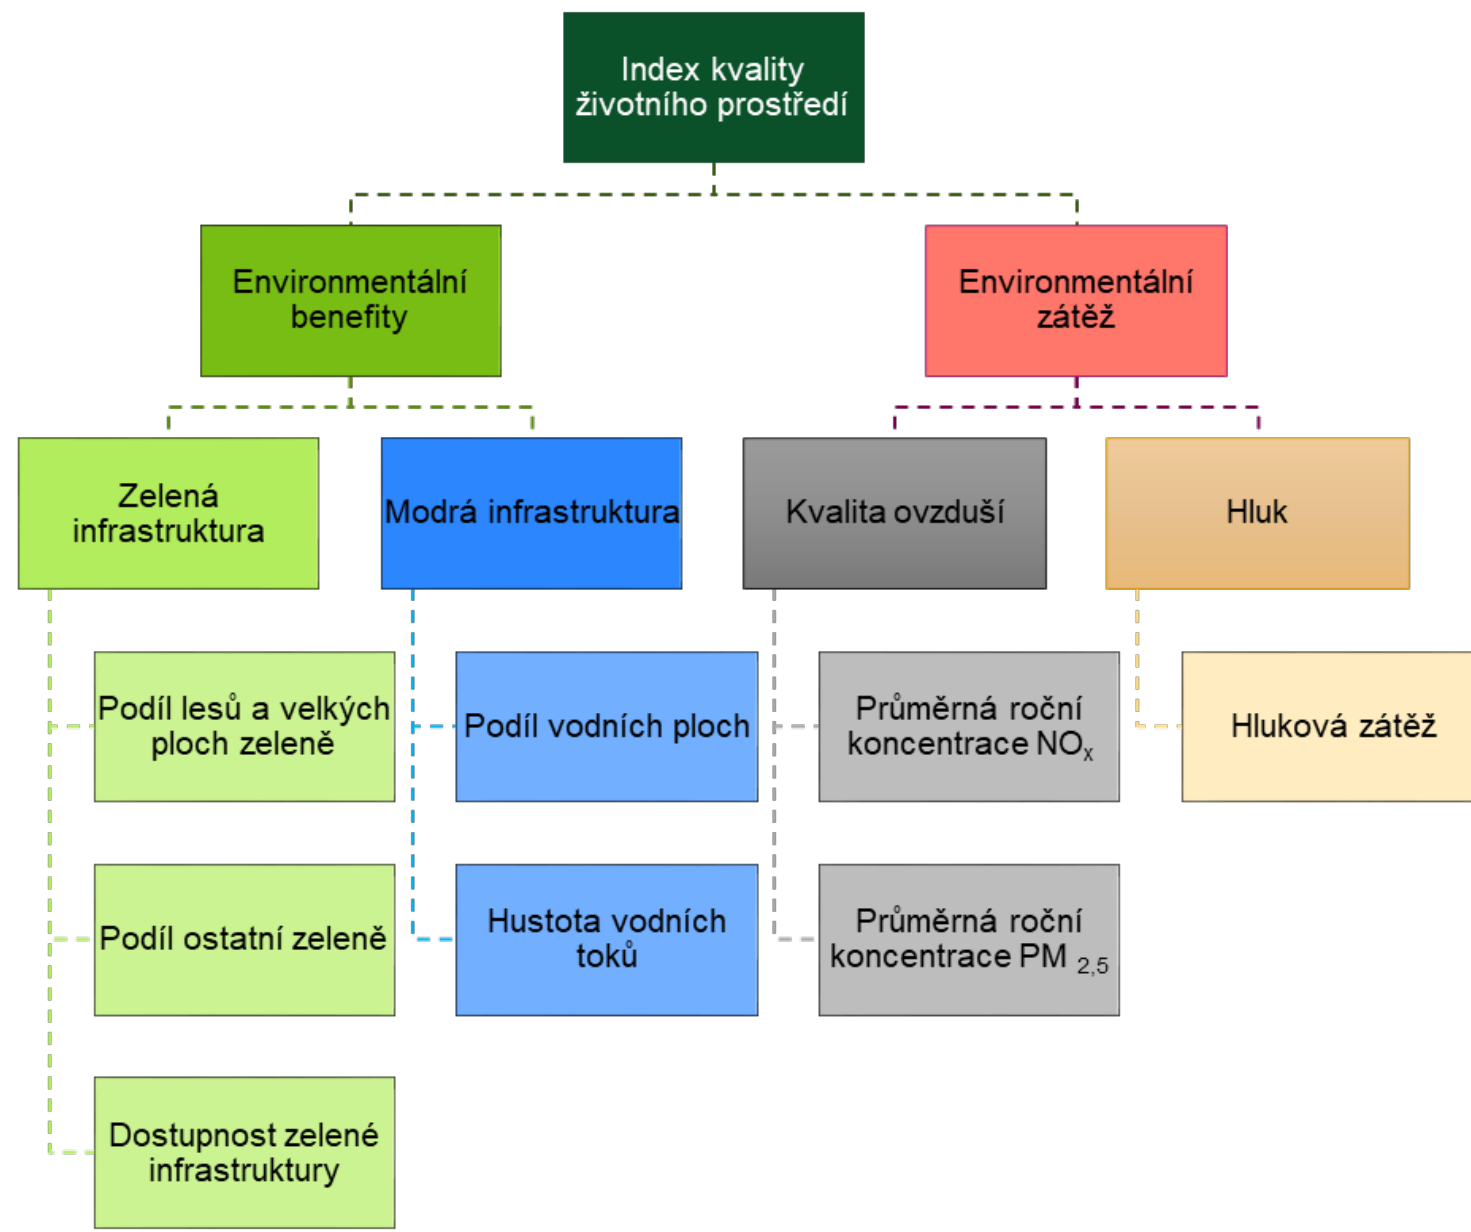 Index kvality
životního prostředí
Environmentální
benefity
Environmentální
zátěž
Zelená
infrastruktura
Modrá infrastruktura
Kvalita ovzduší
Hluk
Podíl lesů a velkých
ploch zeleně
Podíl vodních ploch
Průměrná roční
koncentrace NOₓ
Hluková zátěž
Podíl ostatní zeleně
Hustota vodních
toků
Průměrná roční
koncentrace PM 2,5
Dostupnost zelené
infrastruktury